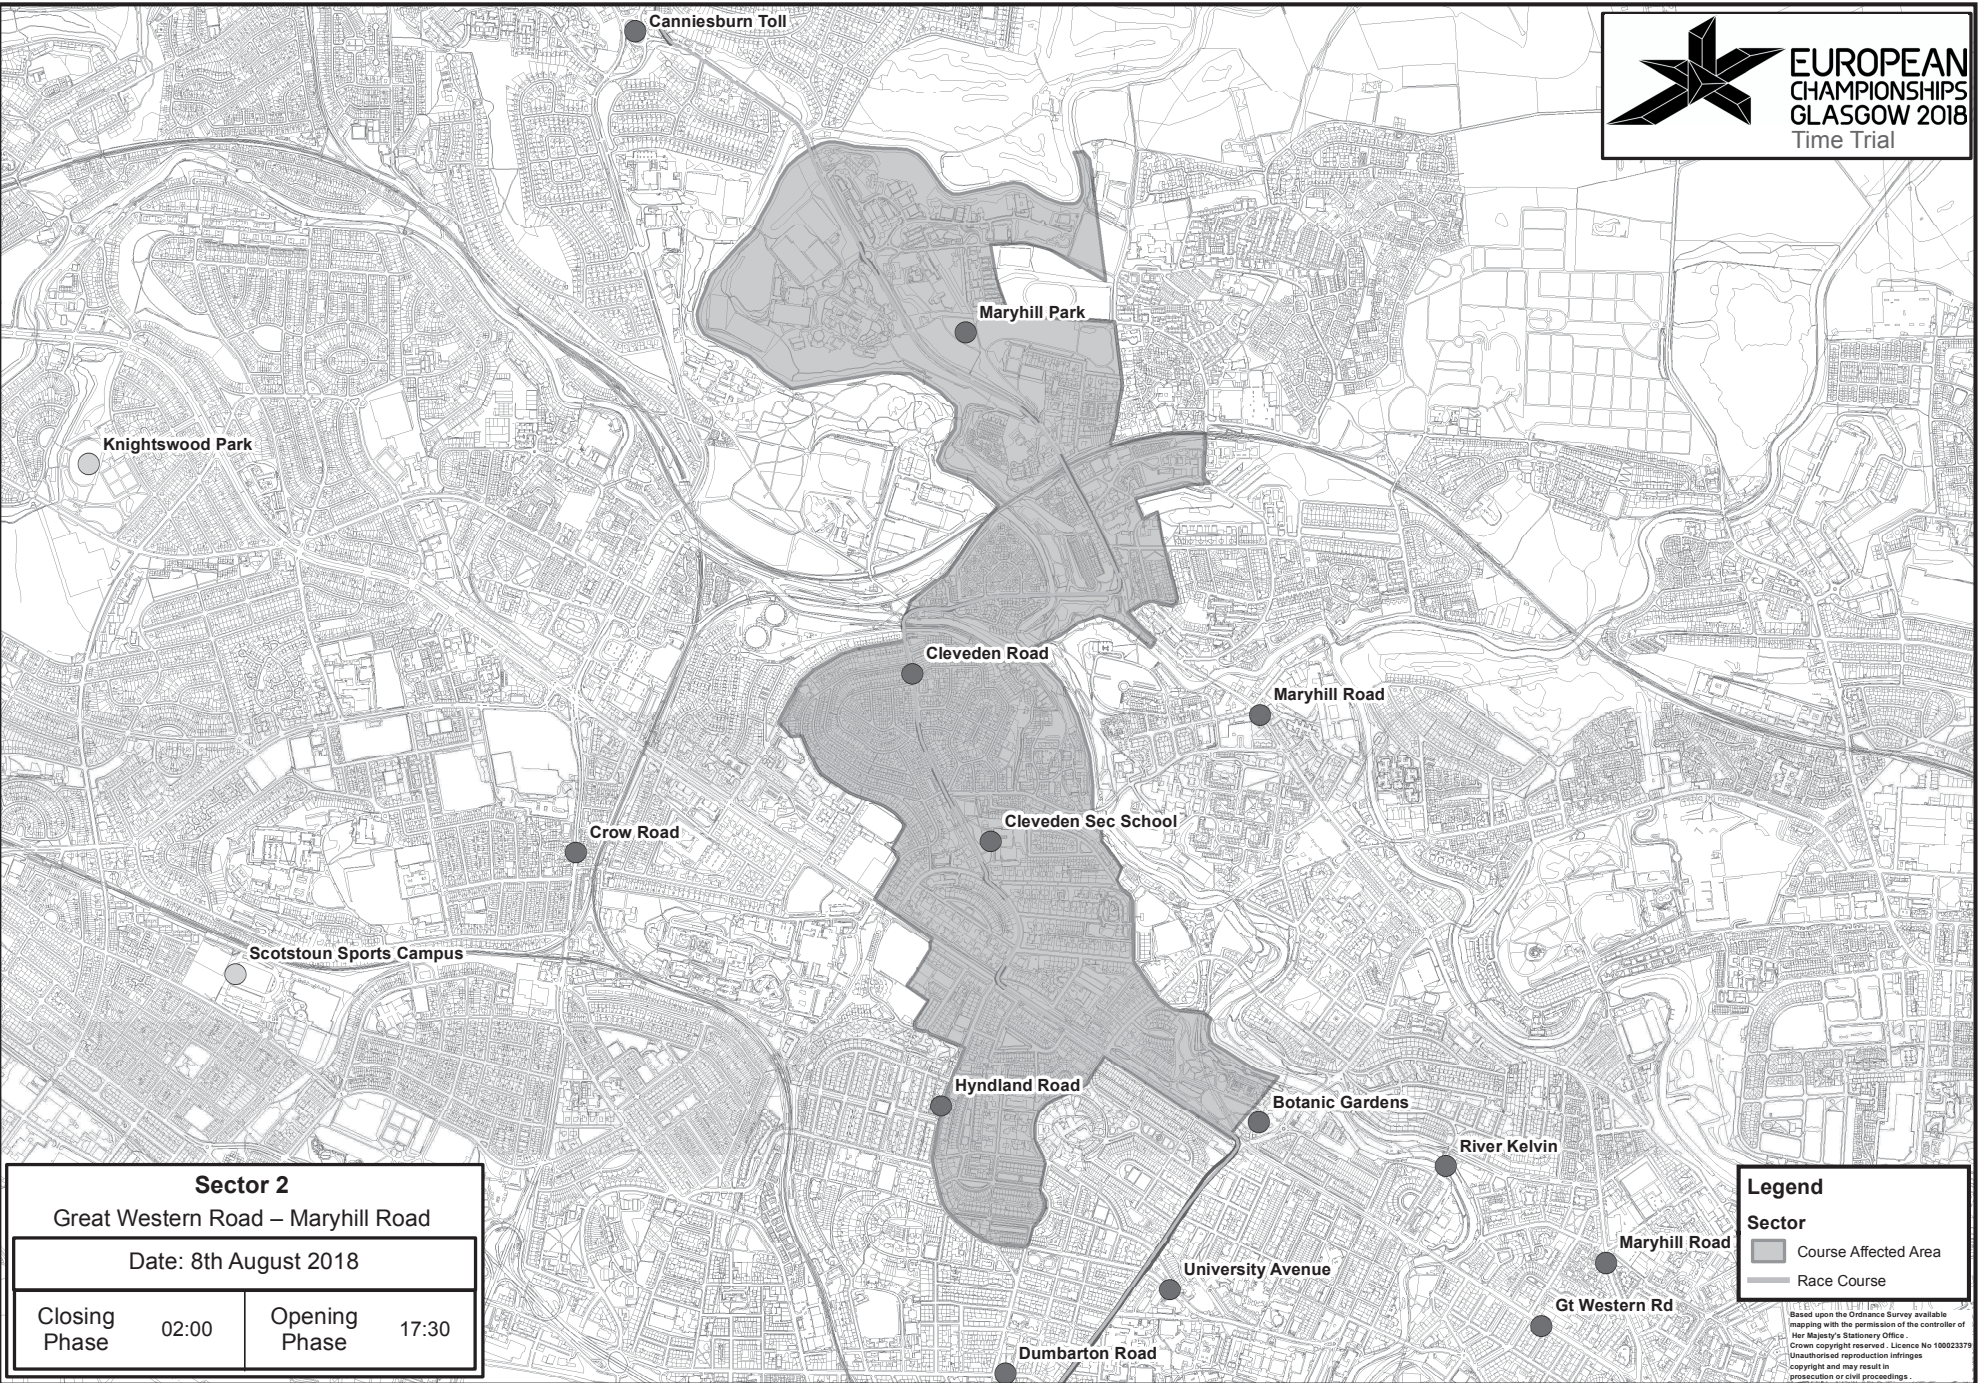 Canniesburn Toll
EUROPEAN
CHAMPIONSHIPS
GLASGOW 2018
Time Trial
Maryhill Park
Knightswood Park
Cleveden Road
Maryhill Road
Cleveden Sec School
Crow Road
Scotstoun Sports Campus
Hyndland Road
Botanic Gardens
River Kelvin
Maryhill Road
University Avenue
Gt Western Rd
Dumbarton Road
Sector 2
Great Western Road – Maryhill Road
Date: 8th August 2018
Closing Phase 02:00 Opening Phase 17:30
Legend
Sector
Course Affected Area
Race Course
Based upon the Ordnance Survey available
mapping with the permission of the controller of
Her Majesty's Stationery Office .
Crown copyright reserved . Licence No 100023379
Unauthorised reproduction infringes
copyright and may result in
prosecution or civil proceedings .